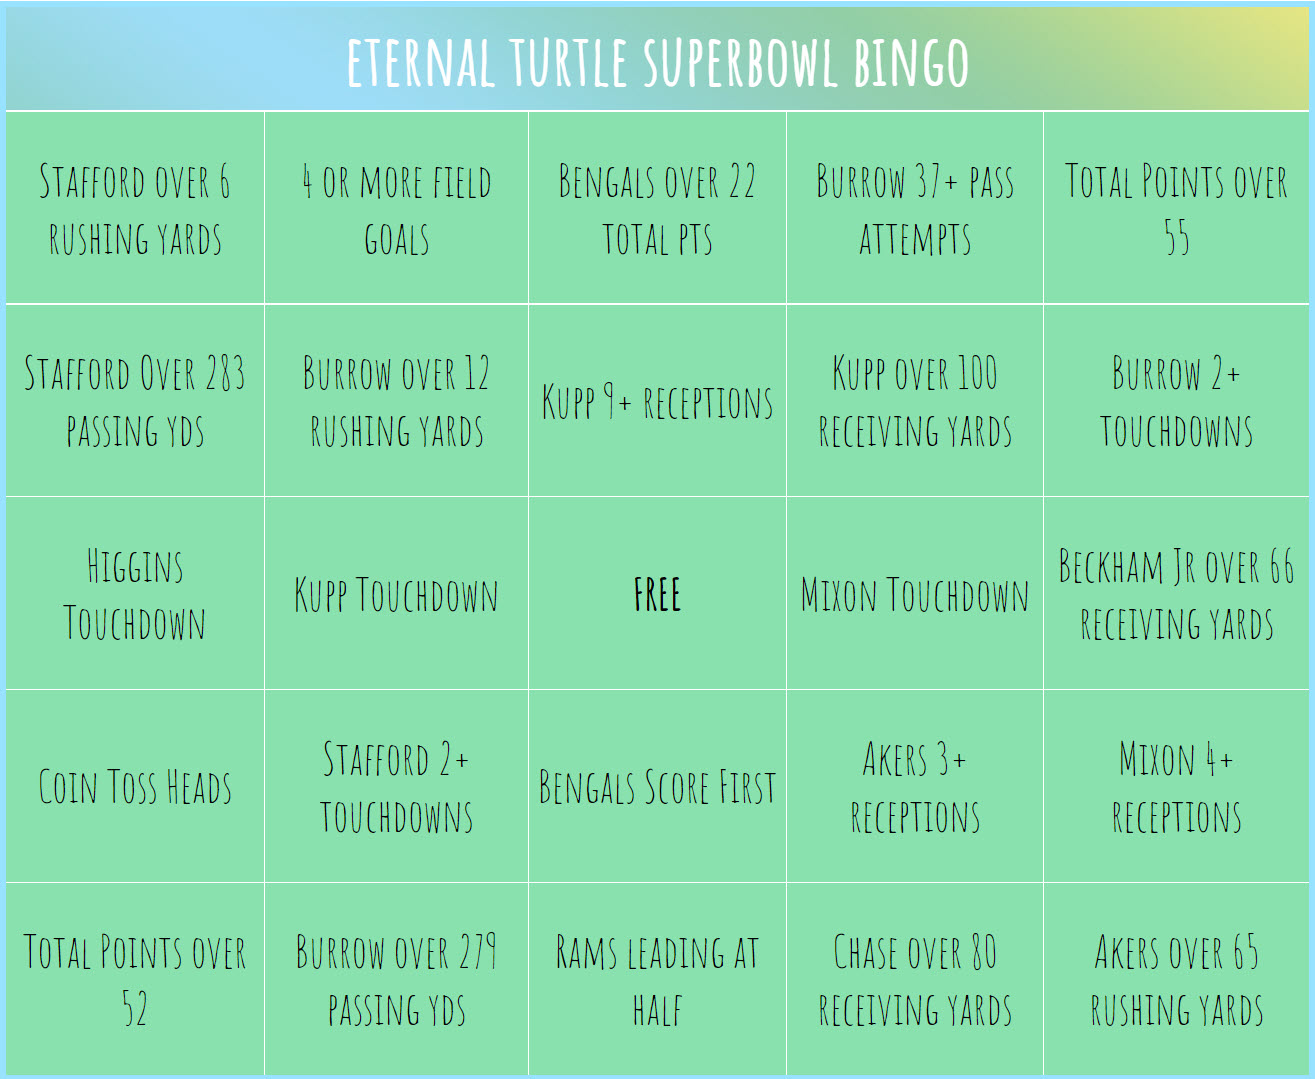 ETERNAL TURTLE SUPERBOWL BINGO
Stafford over 6
rushing yards
4 or more field
goals
Bengals over 22
total pts
Burrow 37+ pass
attempts
Total Points over
55
Stafford Over 283
passing yds
Burrow over 12
rushing yards
Kupp 9+ receptions
Kupp over 100
receiving yards
Burrow 2+
touchdowns
Higgins
Touchdown
Kupp Touchdown
FREE
Mixon Touchdown
Beckham Jr over 66
receiving yards
Coin Toss Heads
Stafford 2+
touchdowns
Bengals Score First
Akers 3+
receptions
Mixon 4+
receptions
Total Points over
52
Burrow over 279
passing yds
Rams leading at
half
Chase over 80
receiving yards
Akers over 65
rushing yards